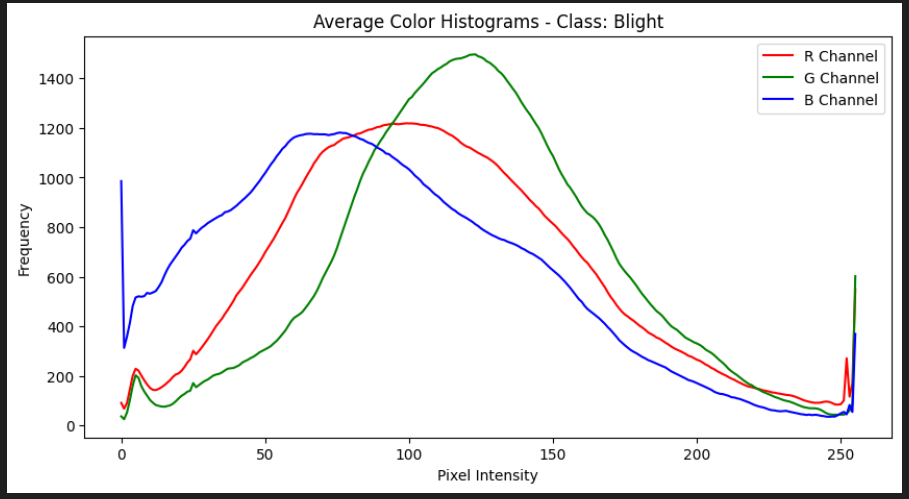 Average Color Histograms - Class: Blight
R Channel
G Channel
B Channel
1400
1200
1000
800
600
400
200
0
Frequency
0 50 100 150 200 250
Pixel Intensity